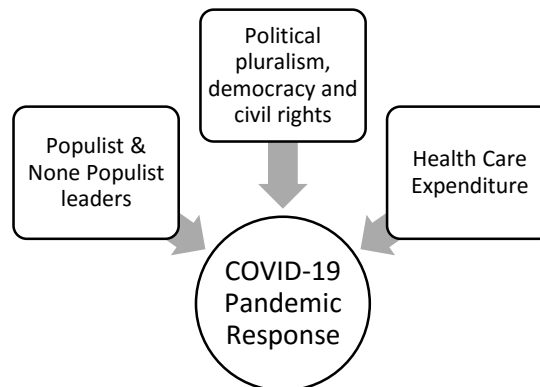 Political
pluralism,
democracy and
civil rights
Populist &
None Populist
leaders
Health Care
Expenditure
COVID-19
Pandemic
Response